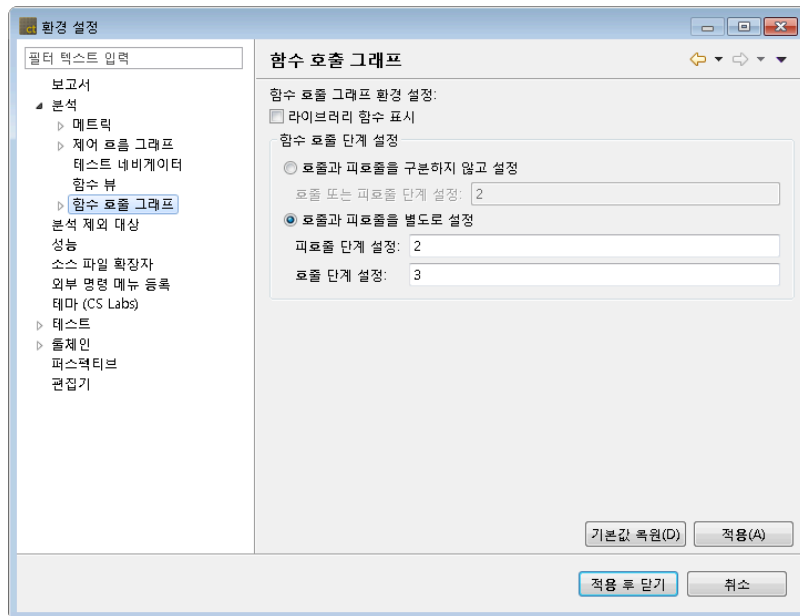 ct 환경 설정
필터 텍스트 입력
보고서
분석
메트릭
제어 흐름 그래프
테스트 네비게이터
함수 뷰
함수 호출 그래프
분석 제외 대상
성능
소스 파일 확장자
외부 명령 메뉴 등록
테마 (CS Labs)
테스트
툴체인
퍼스펙티브
편집기
함수 호출 그래프
함수 호출 그래프 환경 설정:
라이브러리 함수 표시
함수 호출 단계 설정
호출과 피호출을 구분하지 않고 설정
호출 또는 피호출 단계 설정: 2
호출과 피호출을 별도로 설정
피호출 단계 설정: 2
호출 단계 설정: 3
기본값 복원(D) 적용(A)
적용 후 닫기 취소